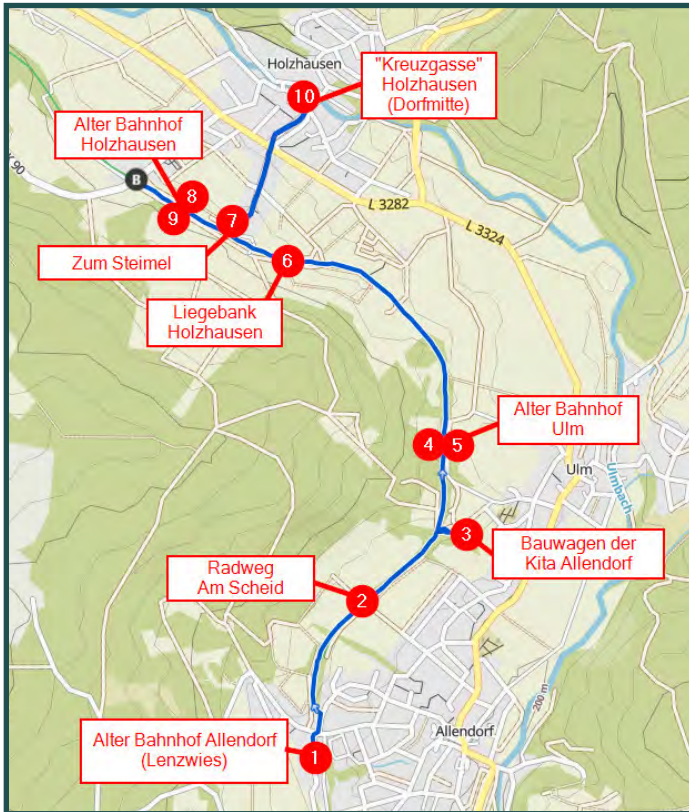 Holzhausen
10
"Kreuzgasse"
Holzhausen
(Dorfmitte)
Alter Bahnhof
Holzhausen
K 90
B
8
9
7
L 3282
L 3324
Zum Steimel
6
Liegebank
Holzhausen
4
5
Alter Bahnhof
Ulm
Ulm
Ulmbach
3
Bauwagen der
Kita Allendorf
Radweg
Am Scheid
2
200 m
Allendorf
Alter Bahnhof Allendorf
(Lenzwies)
1